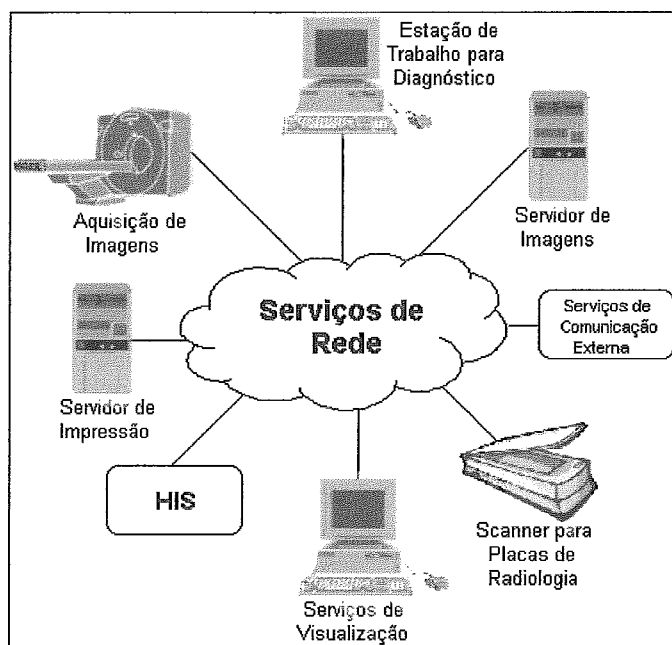 Estação de
Trabalho para
Diagnóstico
Aquisição de
Imagens
Servidor de
Imagens
Serviços de
Rede
Serviços de
Comunicação
Externa
Servidor de
Impressão
HIS
Scanner para
Placas de
Radiologia
Serviços de
Visualização